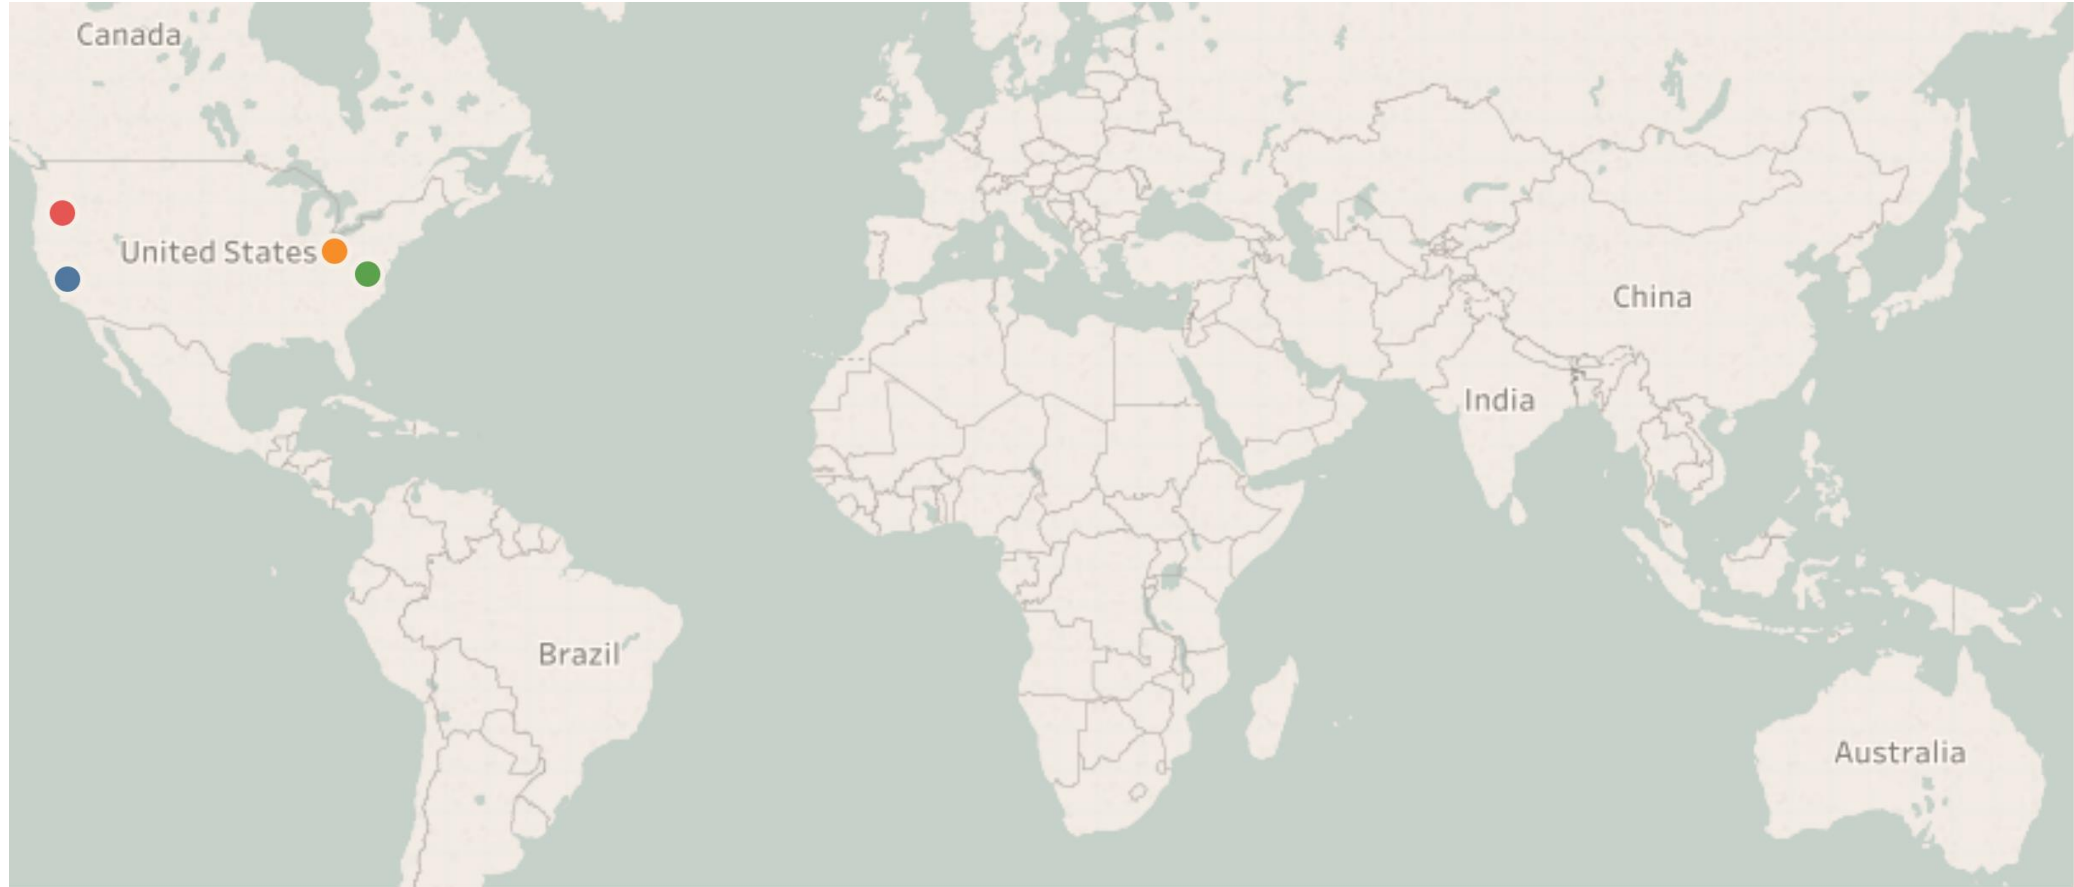 Canada
United States
China
India
Brazil
Australia